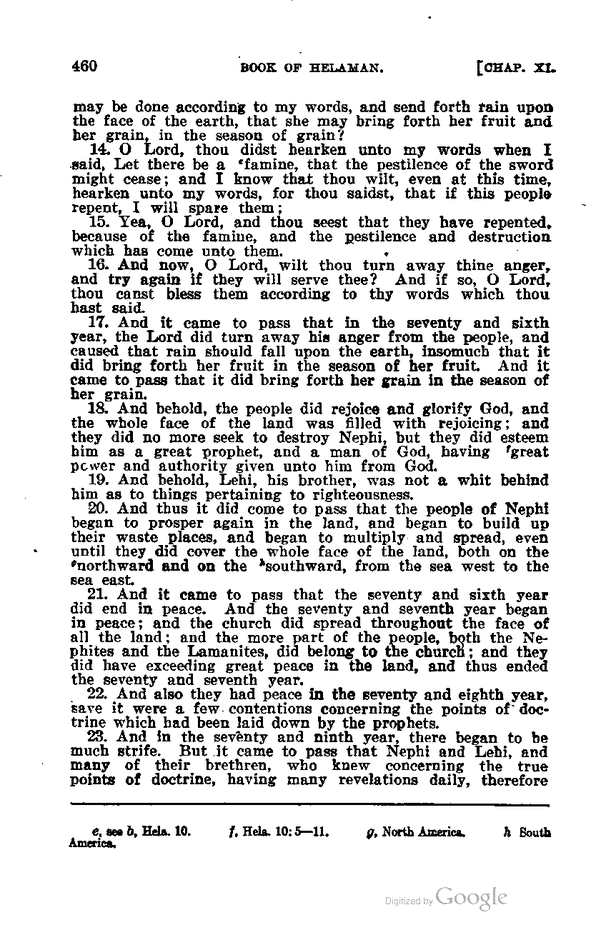 460 BOOK OF HELAMAN. [CHAP. XI.
may be done according to my words, and send forth rain upon
the face of the earth, that she may bring forth her fruit and
her grain, in the season of grain?
14. O Lord, thou didst hearken unto my words when I
said, Let there be a ᵉfamine, that the pestilence of the sword
might cease; and I know that thou wilt, even at this time,
hearken unto my words, for thou saidst, that if this people
repent, I will spare them;
15. Yea, O Lord, and thou seest that they have repented,
because of the famine, and the pestilence and destruction
which has come unto them.
16. And now, O Lord, wilt thou turn away thine anger,
and try again if they will serve thee? And if so, O Lord,
thou canst bless them according to thy words which thou
hast said.
17. And it came to pass that in the seventy and sixth
year, the Lord did turn away his anger from the people, and
caused that rain should fall upon the earth, insomuch that it
did bring forth her fruit in the season of her fruit. And it
came to pass that it did bring forth her grain in the season of
her grain.
18. And behold, the people did rejoice and glorify God, and
the whole face of the land was filled with rejoicing; and
they did no more seek to destroy Nephi, but they did esteem
him as a great prophet, and a man of God, having ᶠgreat
power and authority given unto him from God.
19. And behold, Lehi, his brother, was not a whit behind
him as to things pertaining to righteousness.
20. And thus it did come to pass that the people of Nephi
began to prosper again in the land, and began to build up
their waste places, and began to multiply and spread, even
until they did cover the whole face of the land, both on the
ᵍnorthward and on the ʰsouthward, from the sea west to the
sea east.
21. And it came to pass that the seventy and sixth year
did end in peace. And the seventy and seventh year began
in peace; and the church did spread throughout the face of
all the land; and the more part of the people, both the Ne-
phites and the Lamanites, did belong to the church; and they
did have exceeding great peace in the land, and thus ended
the seventy and seventh year.
22. And also they had peace in the seventy and eighth year,
save it were a few contentions concerning the points of doc-
trine which had been laid down by the prophets.
23. And in the seventy and ninth year, there began to be
much strife. But it came to pass that Nephi and Lehi, and
many of their brethren, who knew concerning the true
points of doctrine, having many revelations daily, therefore
e, see b, Hela. 10. f, Hela. 10: 5—11. g, North America. h South
America.
Digitized by Google